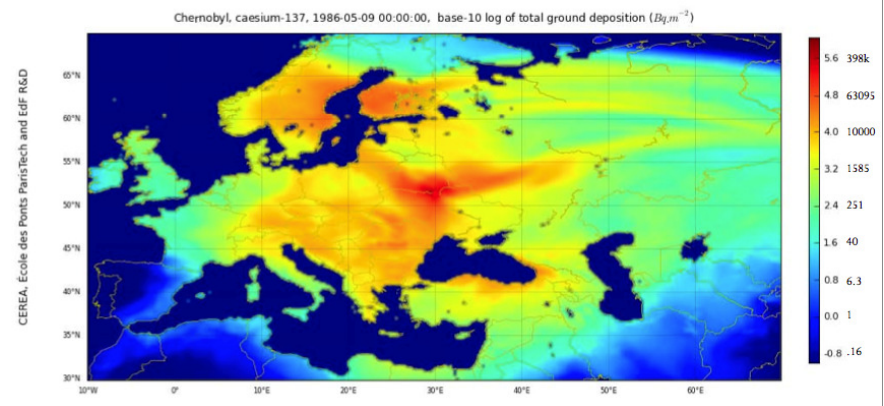 Chernobyl, caesium-137, 1986-05-09 00:00:00, base-10 log of total ground deposition (Bq.m⁻²)
CEREA, Ecole des Ponts ParisTech and EdF R&D
65°N
60°N
55°N
50°N
45°N
40°N
35°N
30°N
10°W 0° 10°E 20°E 30°E 40°E 50°E 60°E
5.6 398k
4.8 63095
4.0 10000
3.2 1585
2.4 251
1.6 40
0.8 6.3
0.0 1
-0.8 .16